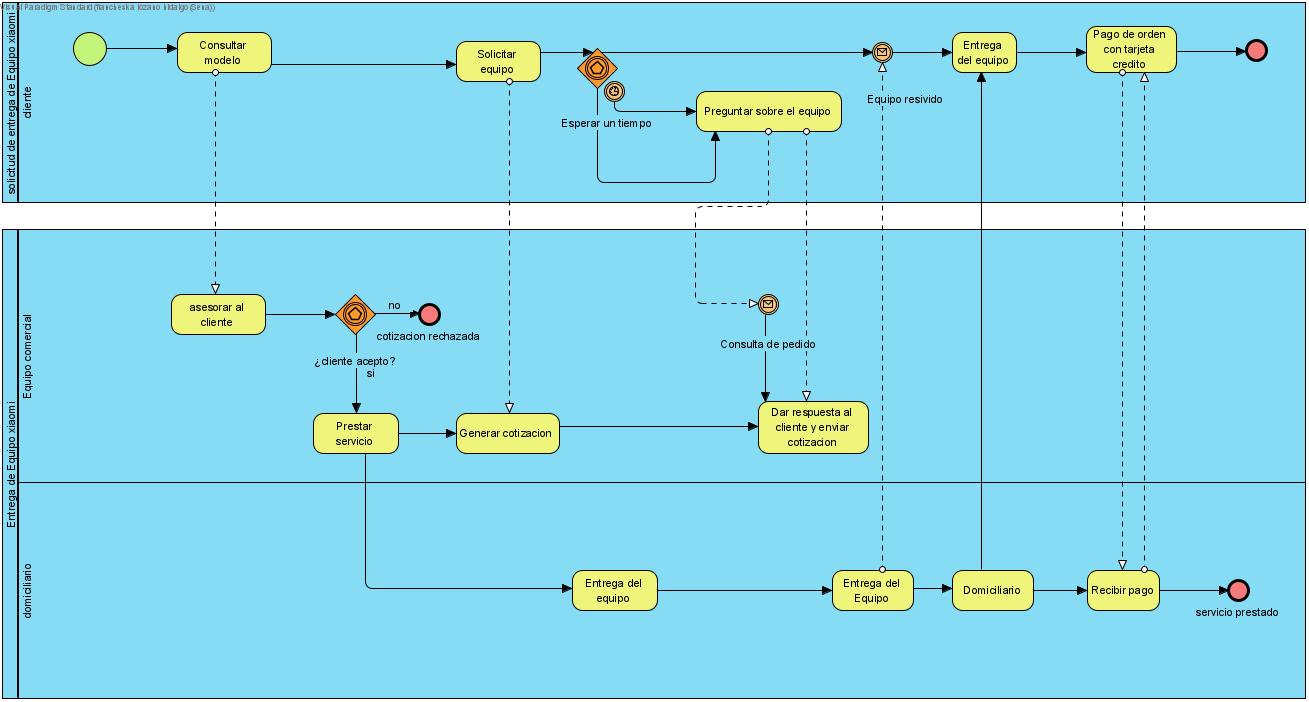 Visual Paradigm Standard (francheska lozano hidalgo(Sena))
solicitud de entrega de Equipo xiaomi
cliente
Consultar
modelo
Solicitar
equipo
Esperar un tiempo
Preguntar sobre el equipo
Equipo resivido
Entrega
del equipo
Pago de orden
con tarjeta
credito
Entrega de Equipo xiaomi
Equipo comercial
asesorar al
cliente
no
cotizacion rechazada
¿cliente acepto?
si
Prestar
servicio
Generar cotizacion
Consulta de pedido
Dar respuesta al
cliente y enviar
cotizacion
domiciliario
Entrega del
equipo
Entrega del
Equipo
Domiciliario
Recibir pago
servicio prestado